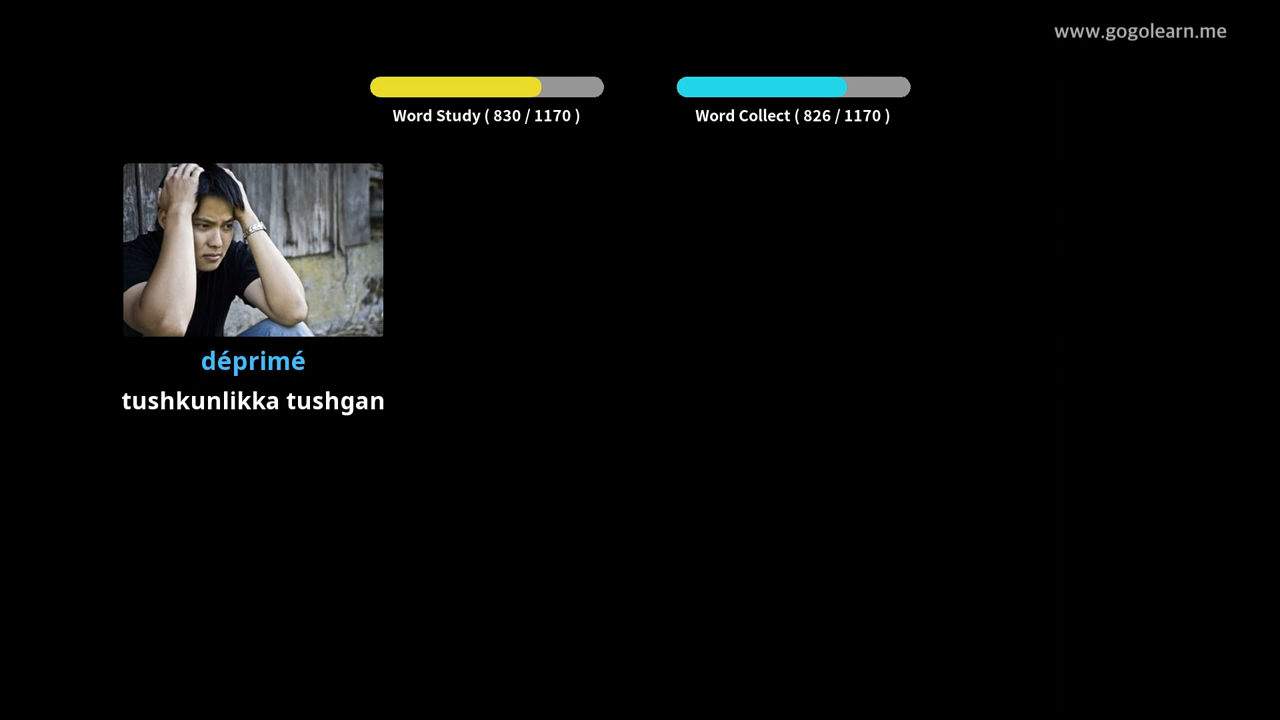 www.gogolearn.me
Word Study ( 830 / 1170 )
Word Collect ( 826 / 1170 )
déprimé
tushkunlikka tushgan